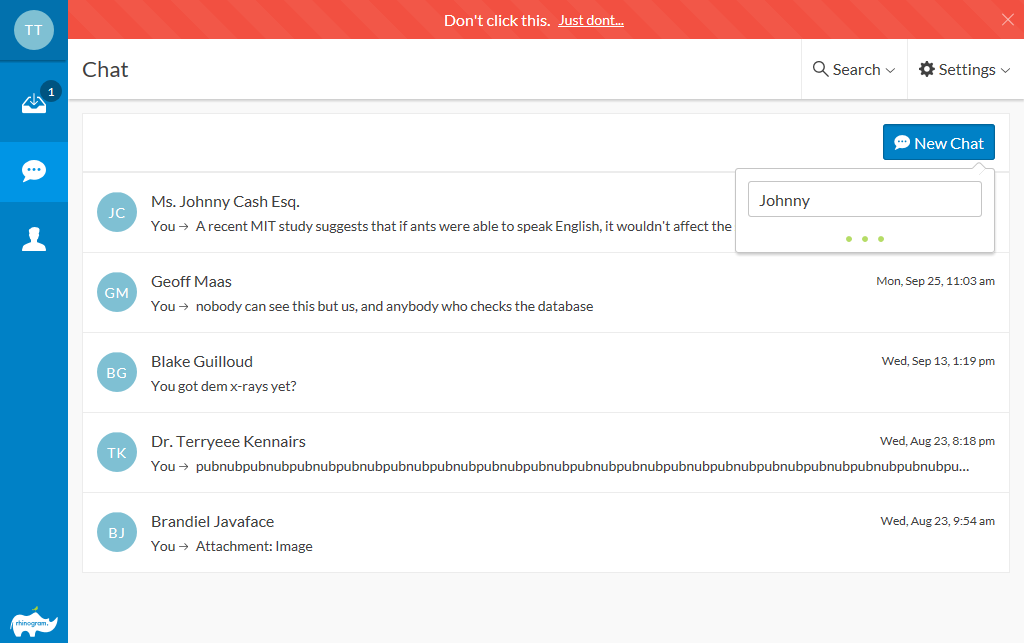 TT
Don't click this. Just dont...
1
Chat
Search
Settings
New Chat
Johnny
JC
Ms. Johnny Cash Esq.
You → A recent MIT study suggests that if ants were able to speak English, it wouldn't affect the
GM
Geoff Maas
Mon, Sep 25, 11:03 am
You → nobody can see this but us, and anybody who checks the database
BG
Blake Guilloud
Wed, Sep 13, 1:19 pm
You got dem x-rays yet?
TK
Dr. Terryeee Kennairs
Wed, Aug 23, 8:18 pm
You → pubnubpubnubpubnubpubnubpubnubpubnubpubnubpubnubpubnubpubnubpubnubpubnubpubnubpubnubpubnubpubnubpu...
BJ
Brandiel Javaface
Wed, Aug 23, 9:54 am
You → Attachment: Image
rhinogram